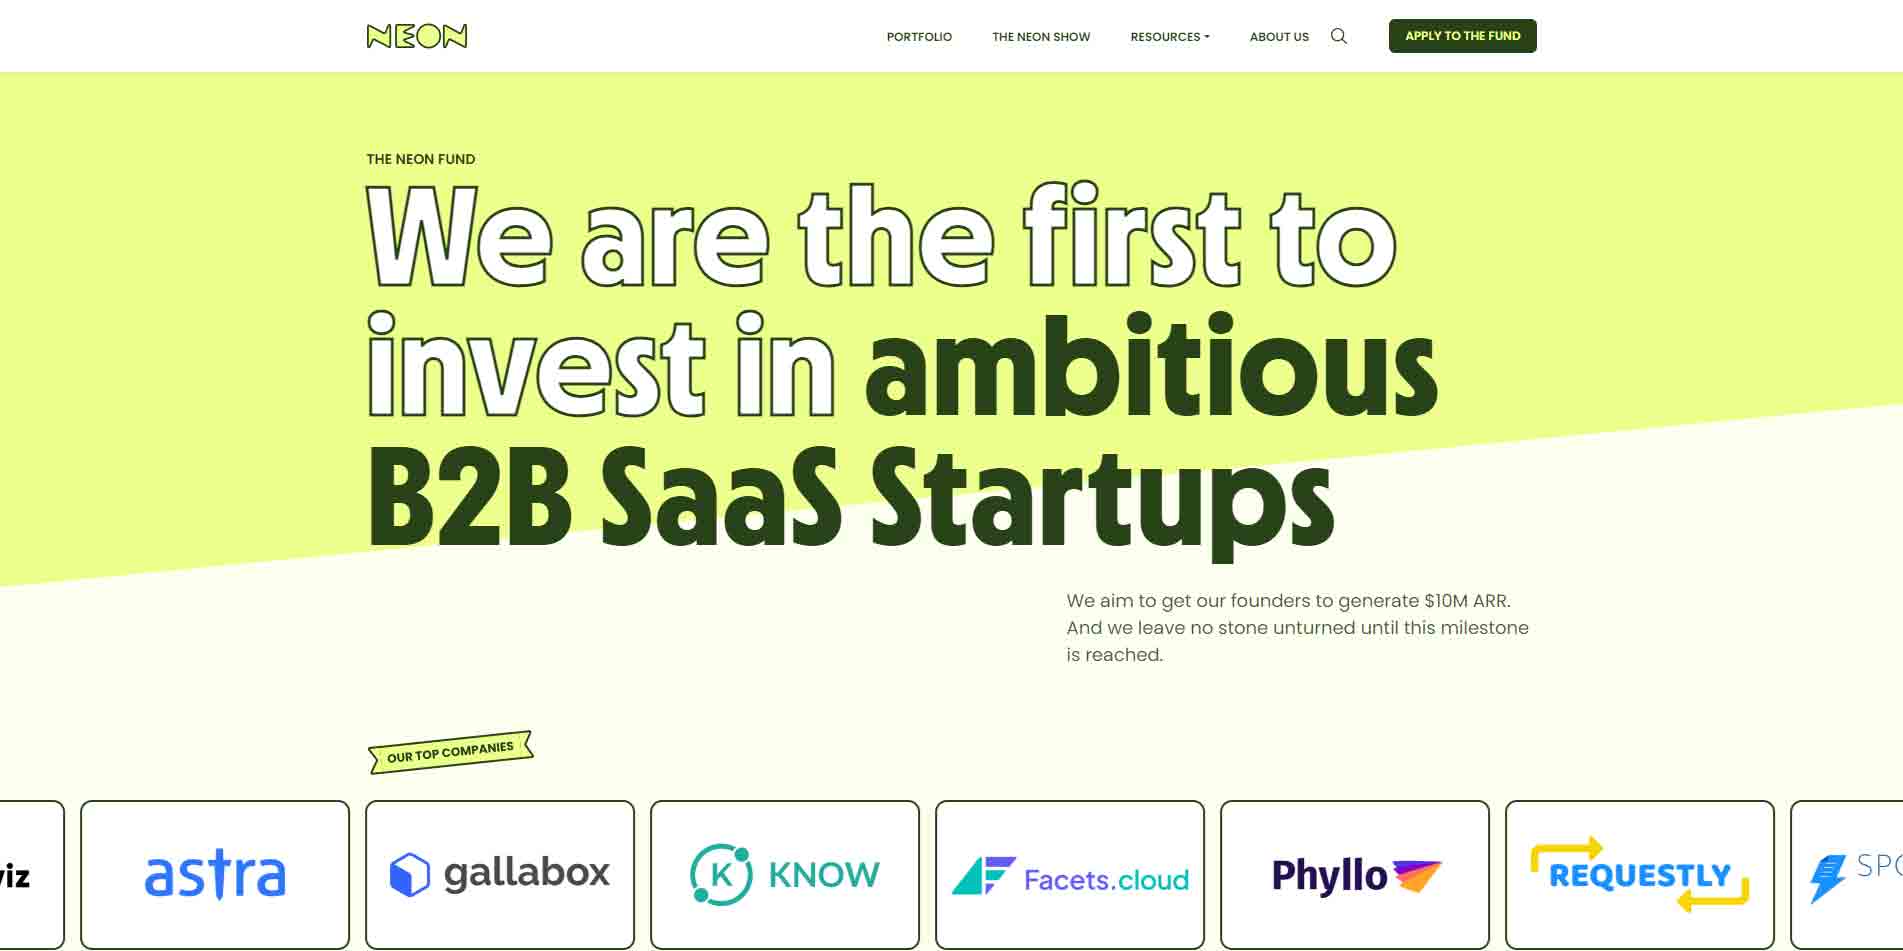 NEON
PORTFOLIO
THE NEON SHOW
RESOURCES
ABOUT US
APPLY TO THE FUND
THE NEON FUND
We are the first to
invest in ambitious
B2B SaaS Startups
We aim to get our founders to generate $10M ARR.
And we leave no stone unturned until this milestone
is reached.
OUR TOP COMPANIES
astra
gallabox
K KNOW
Facets.cloud
Phyllo
REQUESTLY